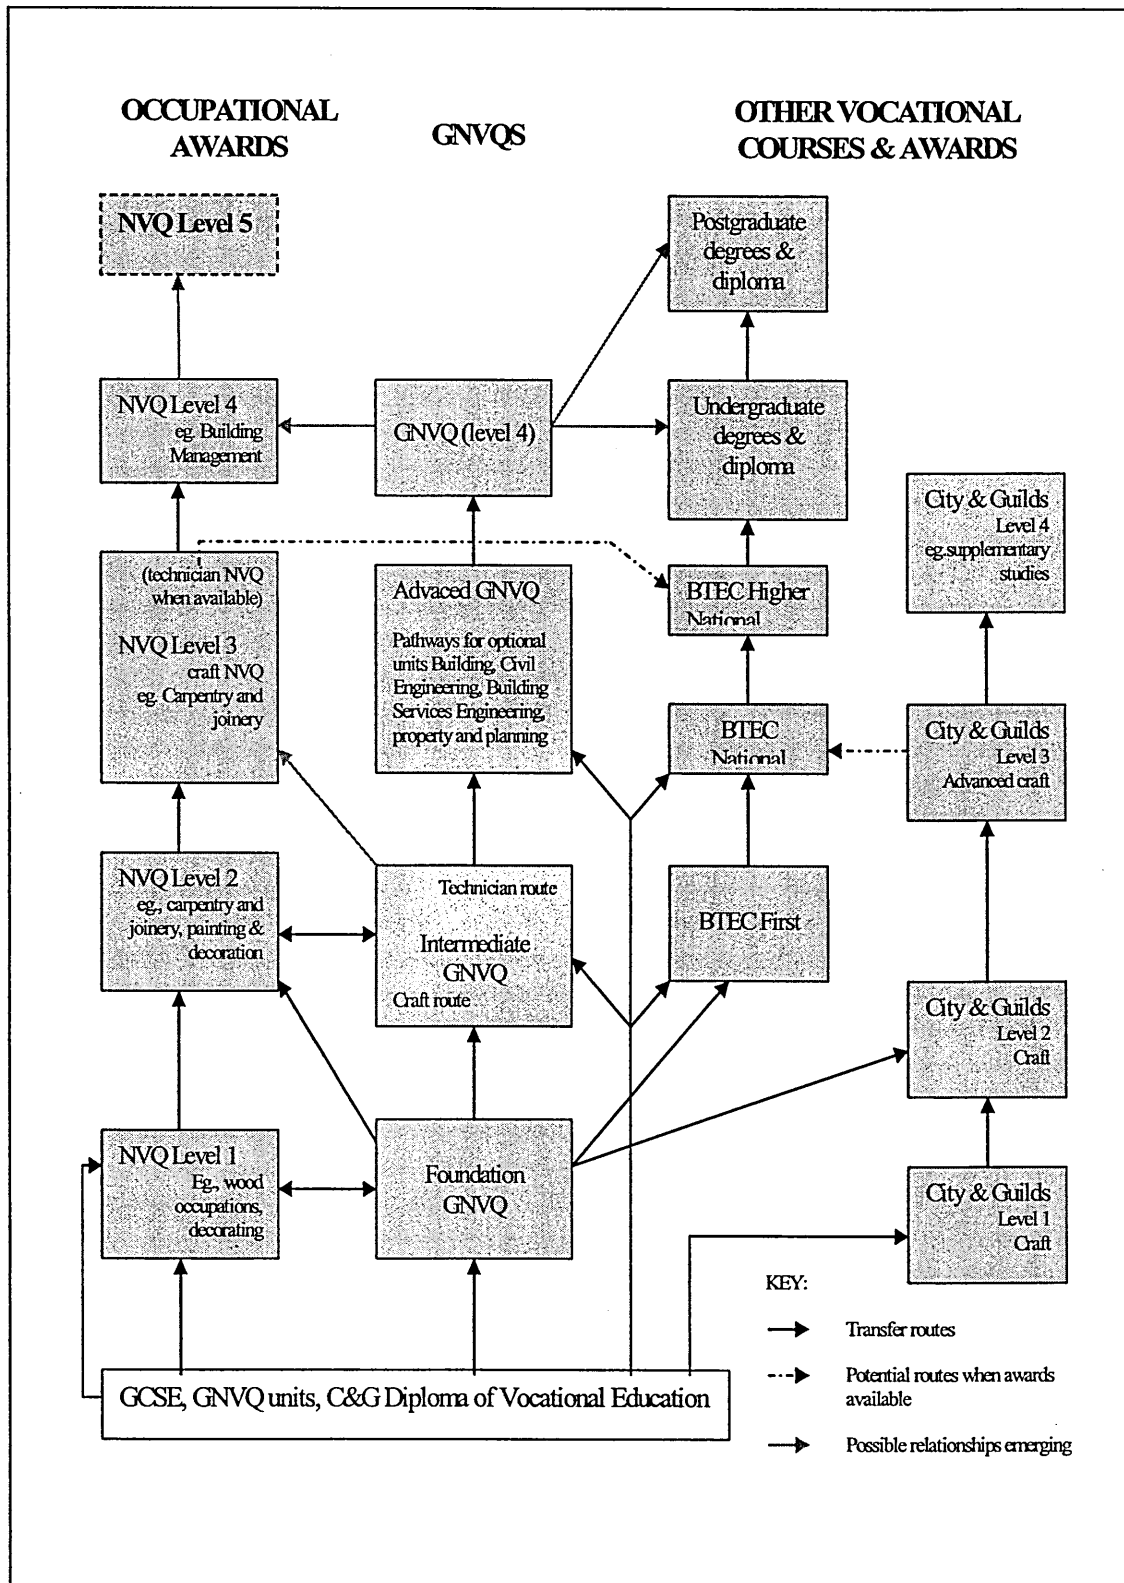 OCCUPATIONAL
AWARDS
GNVQS
OTHER VOCATIONAL
COURSES & AWARDS
NVQ Level 5
Postgraduate
degrees &
diploma
NVQ Level 4
eg. Building
Management
GNVQ (level 4)
Undergraduate
degrees &
diploma
City & Guilds
Level 4
eg.supplementary
studies
(technician NVQ
when available)
NVQ Level 3
craft NVQ
eg. Carpentry and
joinery
Advaced GNVQ
Pathways for optional
units Building, Civil
Engineering, Building
Services Engineering,
property and planning
BTEC Higher
National
BTEC
National
City & Guilds
Level 3
Advanced craft
NVQ Level 2
eg., carpentry and
joinery, painting &
decoration
Technician route
Intermediate
GNVQ
Craft route
BTEC First
City & Guilds
Level 2
Craft
NVQ Level 1
Eg., wood
occupations,
decorating
Foundation
GNVQ
City & Guilds
Level 1
Craft
GCSE, GNVQ units, C&G Diploma of Vocational Education
KEY:
Transfer routes
Potential routes when awards
available
Possible relationships emerging